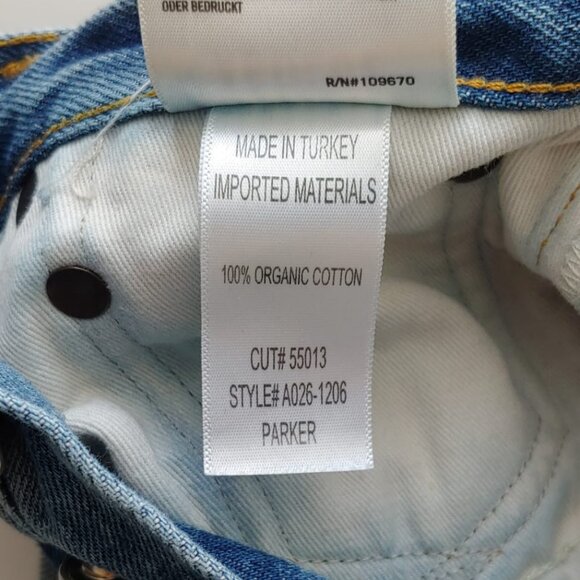 ODER BEDRUCKT
R/N#109670
MADE IN TURKEY
IMPORTED MATERIALS
100% ORGANIC COTTON
CUT# 55013
STYLE# A026-1206
PARKER